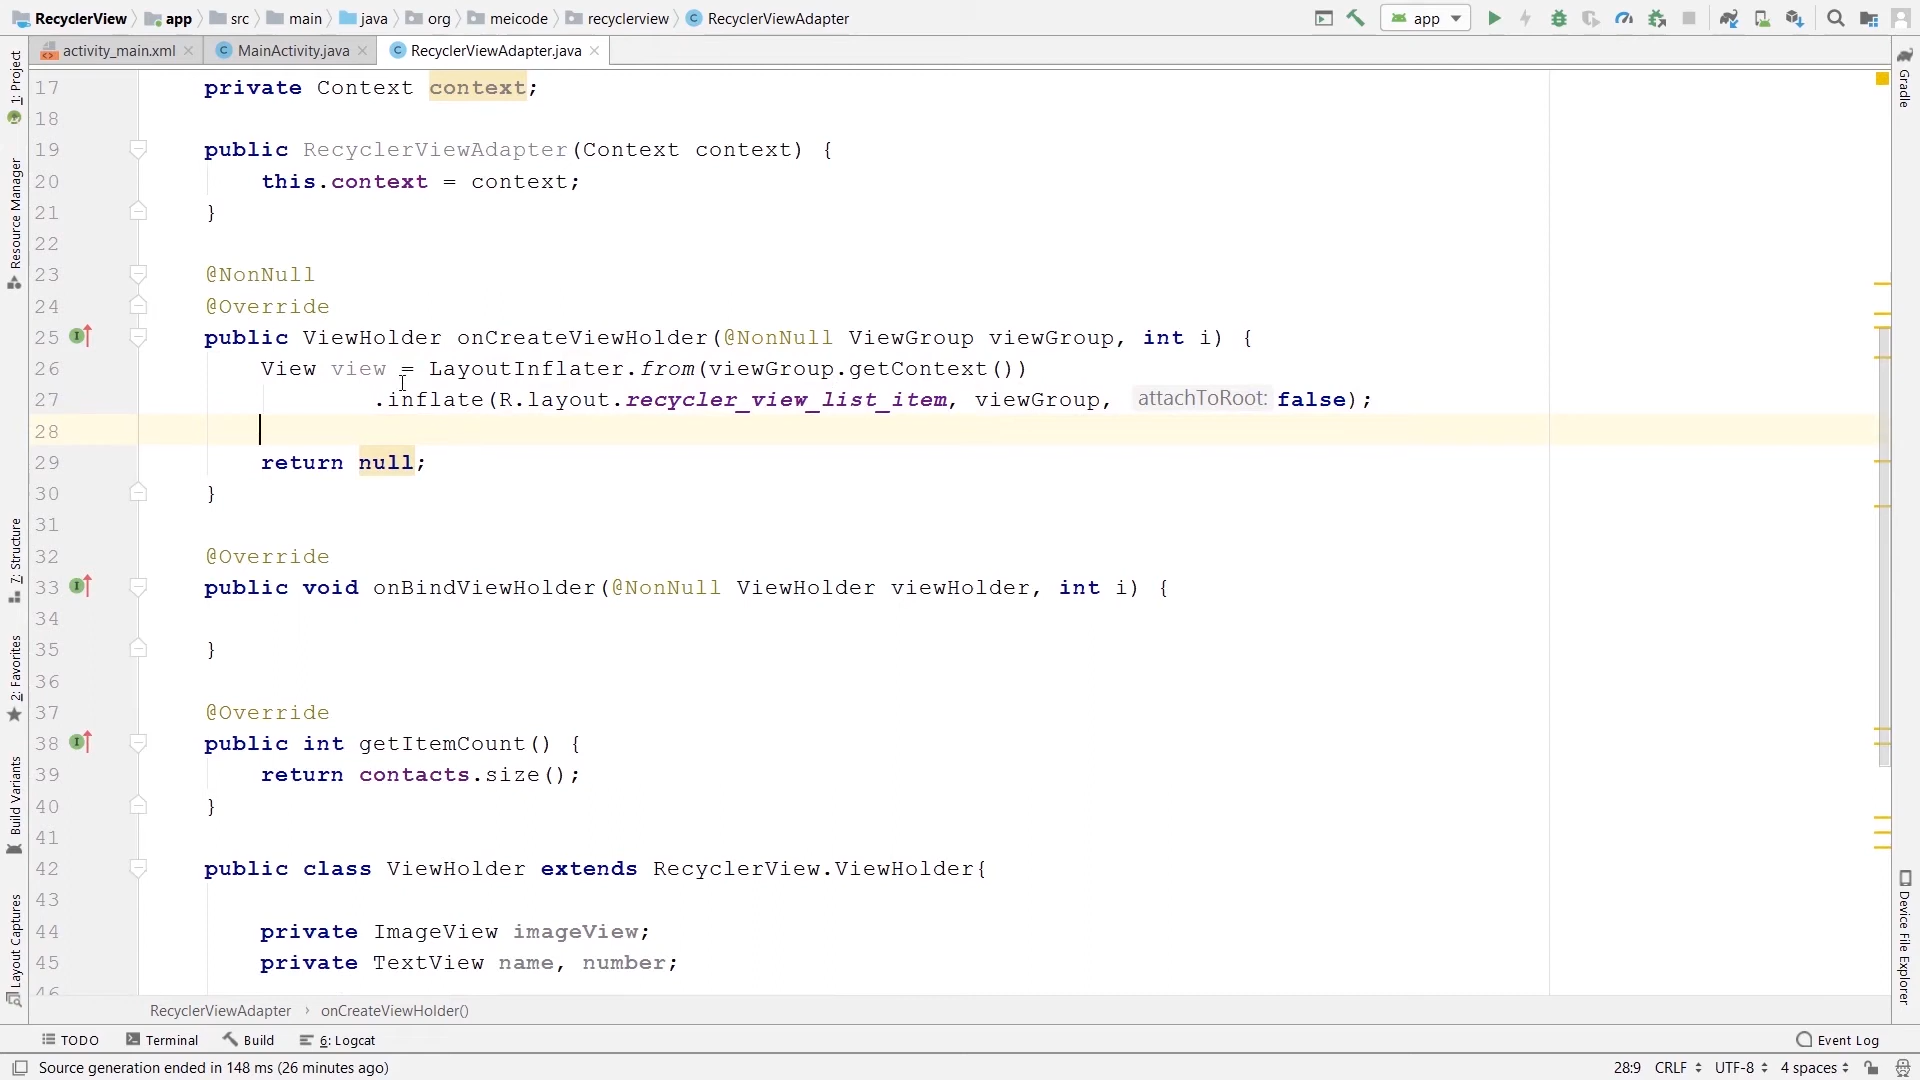 RecyclerView app src main java org meicode recyclerview RecyclerViewAdapter app
activity_main.xml MainActivity.java RecyclerViewAdapter.java
1: Project
Resource Manager
7: Structure
2: Favorites
Build Variants
Layout Captures
17 private Context context;
18
19 public RecyclerViewAdapter(Context context) {
20 this.context = context;
21 }
22
23 @NonNull
24 @Override
25 public ViewHolder onCreateViewHolder(@NonNull ViewGroup viewGroup, int i) {
26 View view = LayoutInflater.from(viewGroup.getContext())
27 .inflate(R.layout.recycler_view_list_item, viewGroup, attachToRoot: false);
28
29 return null;
30 }
31
32 @Override
33 public void onBindViewHolder(@NonNull ViewHolder viewHolder, int i) {
34
35 }
36
37 @Override
38 public int getItemCount() {
39 return contacts.size();
40 }
41
42 public class ViewHolder extends RecyclerView.ViewHolder{
43
44 private ImageView imageView;
45 private TextView name, number;
46
Gradle
Device File Explorer
RecyclerViewAdapter › onCreateViewHolder()
TODO Terminal Build 6: Logcat Event Log
Source generation ended in 148 ms (26 minutes ago) 28:9 CRLF UTF-8 4 spaces